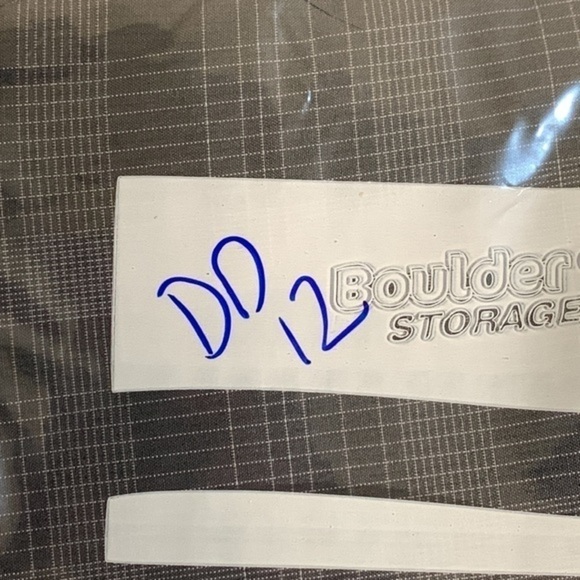 DD
12
Boulder
STORAGE